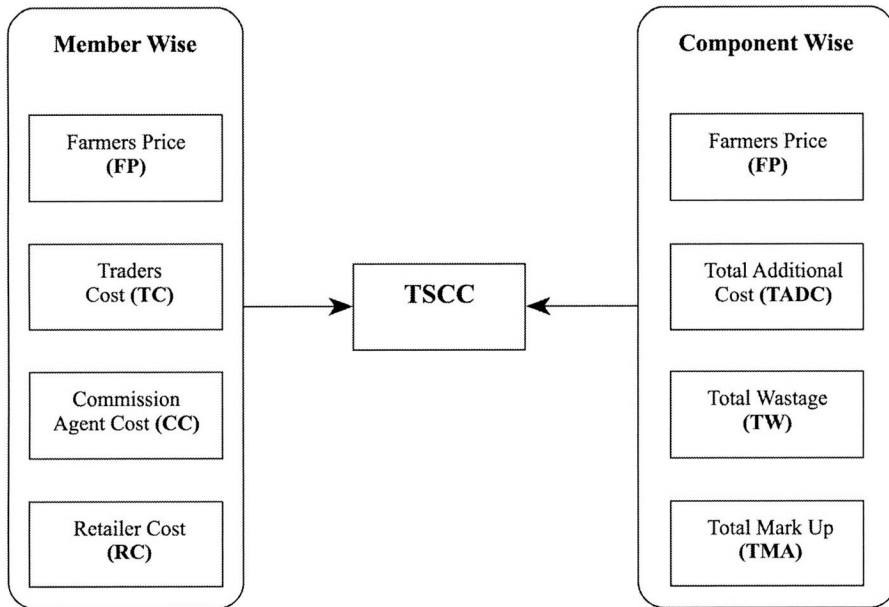 Member Wise
Farmers Price
(FP)
Traders
Cost (TC)
Commission
Agent Cost (CC)
Retailer Cost
(RC)
TSCC
Component Wise
Farmers Price
(FP)
Total Additional
Cost (TADC)
Total Wastage
(TW)
Total Mark Up
(TMA)